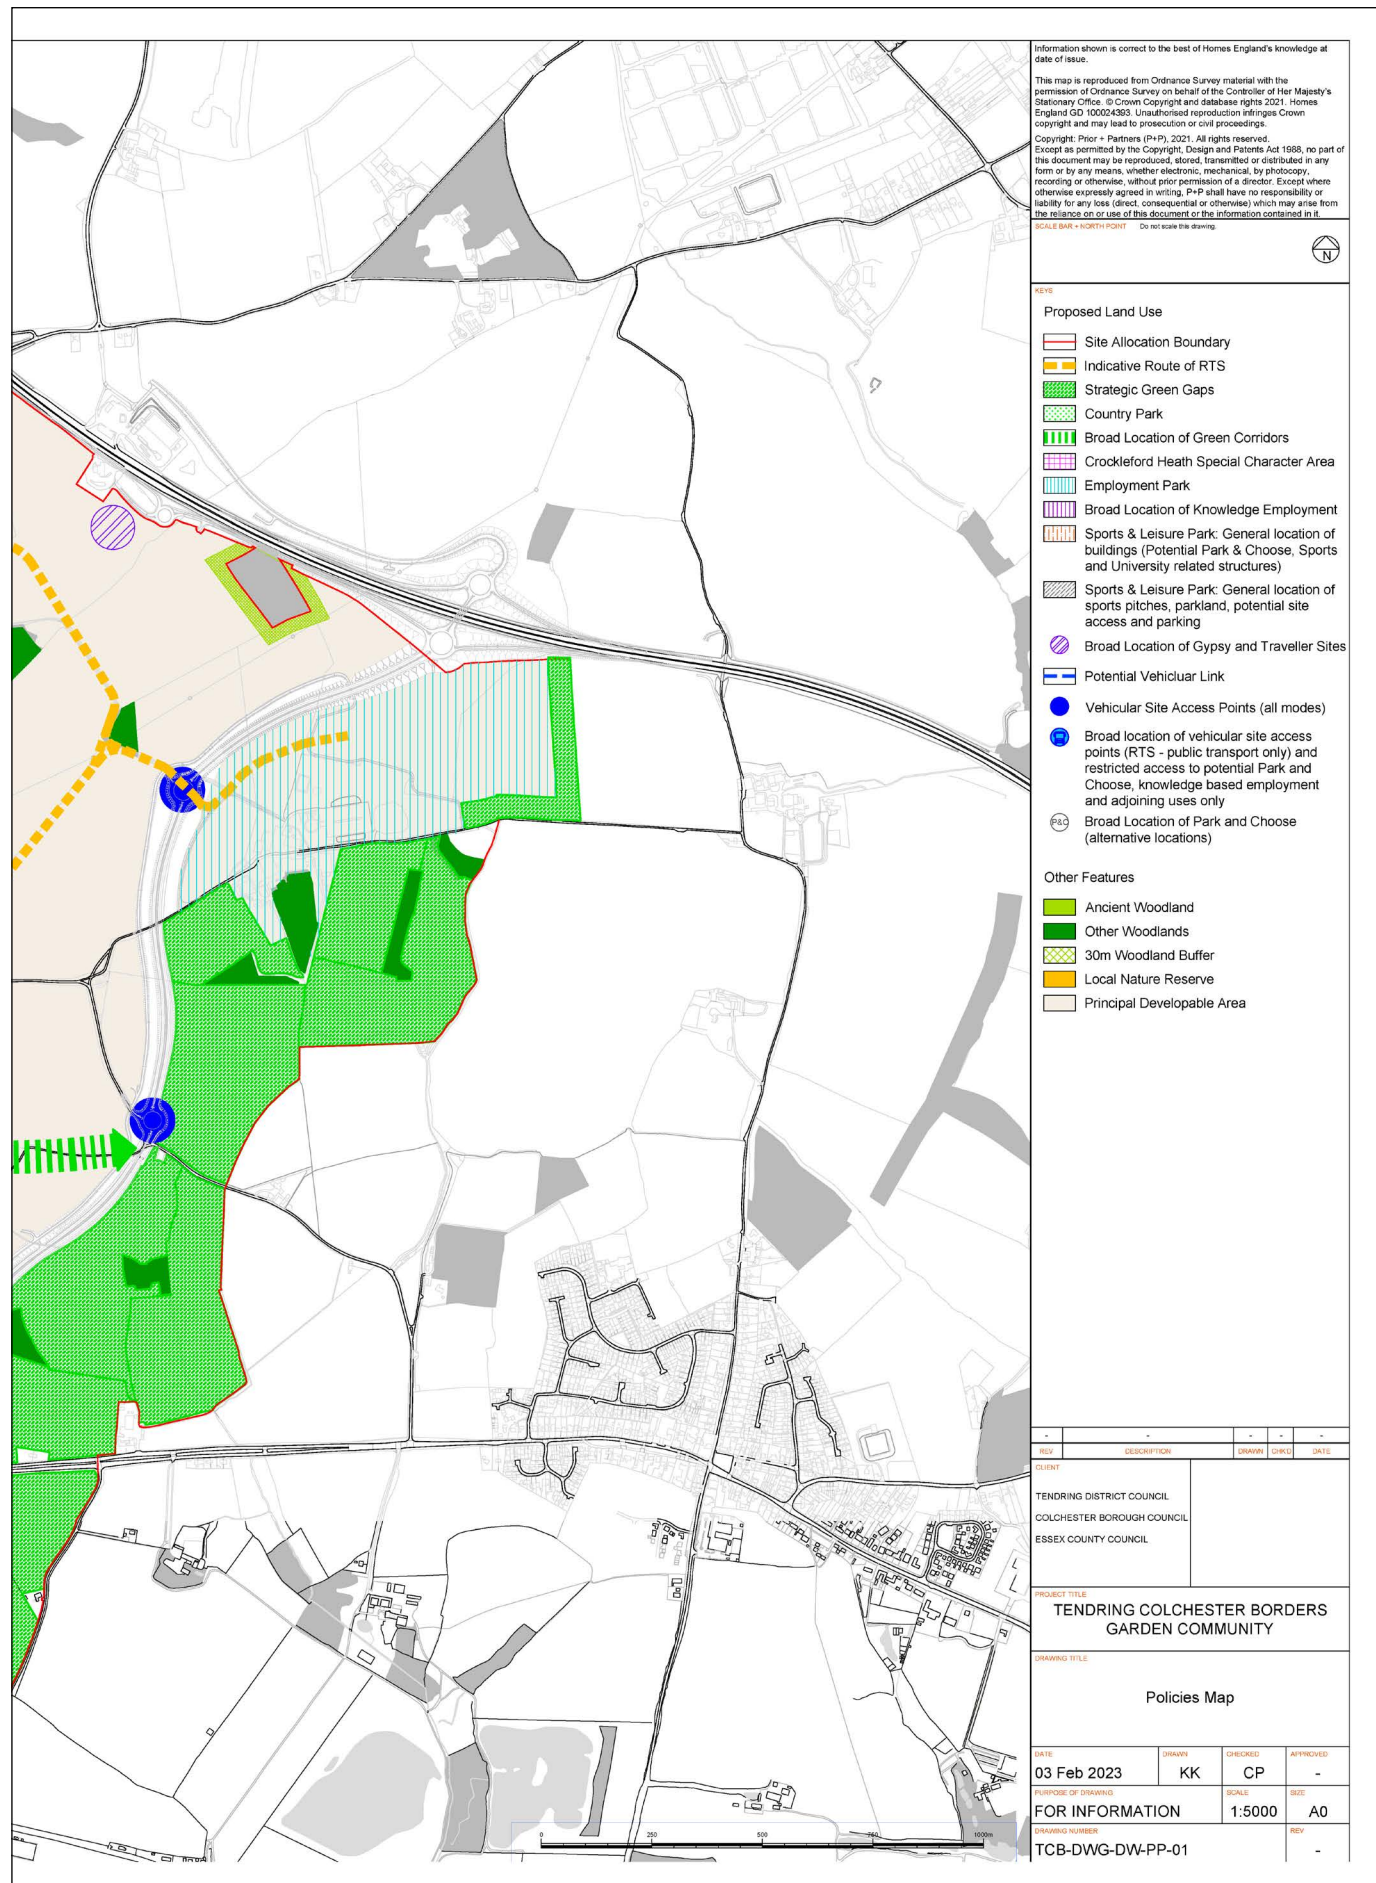 Information shown is correct to the best of Homes England's knowledge at
date of issue.
This map is reproduced from Ordnance Survey material with the
permission of Ordnance Survey on behalf of the Controller of Her Majesty's
Stationary Office. © Crown Copyright and database rights 2021. Homes
England GD 100024393. Unauthorised reproduction infringes Crown
copyright and may lead to prosecution or civil proceedings.
Copyright: Prior + Partners (P+P), 2021. All rights reserved.
Except as permitted by the Copyright, Design and Patents Act 1988, no part of
this document may be reproduced, stored, transmitted or distributed in any
form or by any means, whether electronic, mechanical, by photocopy,
recording or otherwise, without prior permission of a director. Except where
otherwise expressly agreed in writing, P+P shall have no responsibility or
liability for any loss (direct, consequential or otherwise) which may arise from
the reliance on or use of this document or the information contained in it.
SCALE BAR + NORTH POINT Do not scale this drawing.
N
KEYS
Proposed Land Use
Site Allocation Boundary
Indicative Route of RTS
Strategic Green Gaps
Country Park
Broad Location of Green Corridors
Crockleford Heath Special Character Area
Employment Park
Broad Location of Knowledge Employment
Sports & Leisure Park: General location of
buildings (Potential Park & Choose, Sports
and University related structures)
Sports & Leisure Park: General location of
sports pitches, parkland, potential site
access and parking
Broad Location of Gypsy and Traveller Sites
Potential Vehicluar Link
Vehicular Site Access Points (all modes)
Broad location of vehicular site access
points (RTS - public transport only) and
restricted access to potential Park and
Choose, knowledge based employment
and adjoining uses only
P&C Broad Location of Park and Choose
(alternative locations)
Other Features
Ancient Woodland
Other Woodlands
30m Woodland Buffer
Local Nature Reserve
Principal Developable Area
- - - - -
REV DESCRIPTION DRAWN CHK'D DATE
CLIENT
TENDRING DISTRICT COUNCIL
COLCHESTER BOROUGH COUNCIL
ESSEX COUNTY COUNCIL
PROJECT TITLE
TENDRING COLCHESTER BORDERS
GARDEN COMMUNITY
DRAWING TITLE
Policies Map
DATE DRAWN CHECKED APPROVED
03 Feb 2023 KK CP -
PURPOSE OF DRAWING SCALE SIZE
FOR INFORMATION 1:5000 A0
DRAWING NUMBER REV
TCB-DWG-DW-PP-01 -
0 250 500 750 1000m